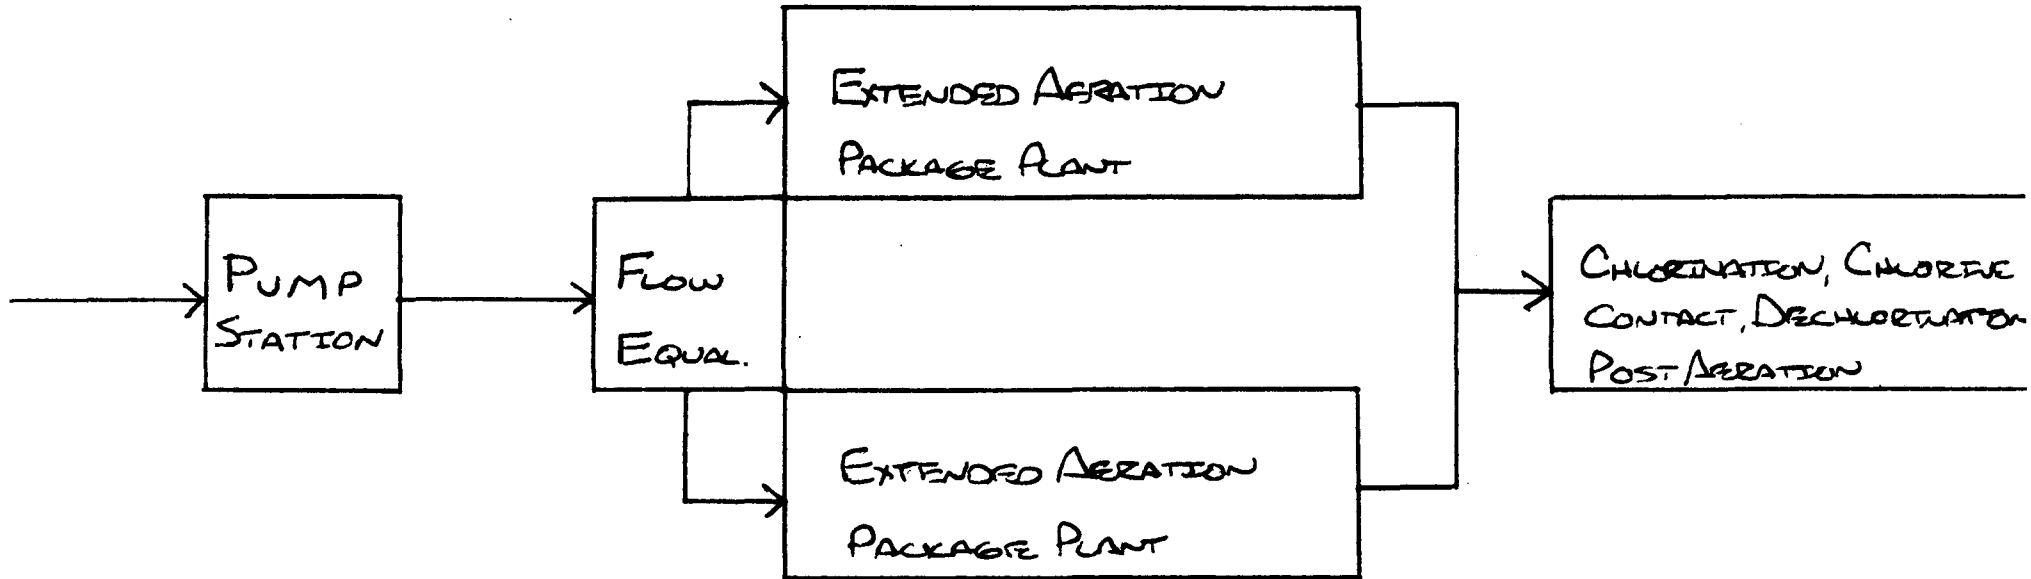 PUMP
STATION
FLOW
EQUAL.
EXTENDED AERATION
PACKAGE PLANT
EXTENDED AERATION
PACKAGE PLANT
CHLORINATION, CHLORINE
CONTACT, DECHLORINATION
POST AERATION